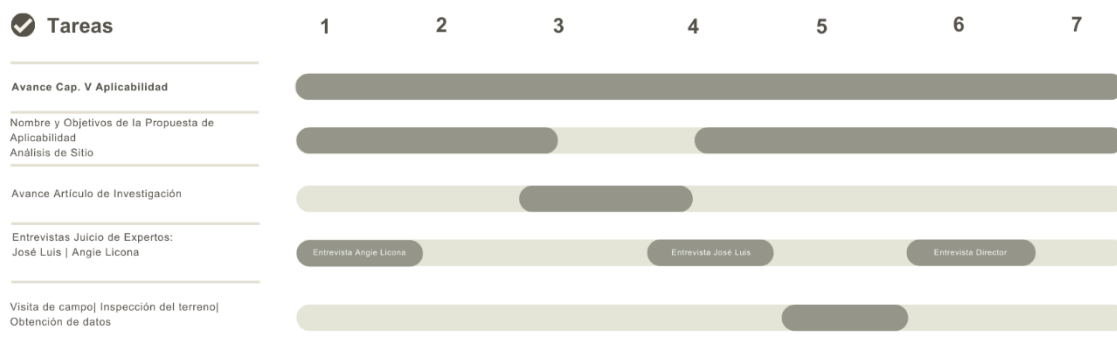 Tareas 1 2 3 4 5 6 7
Avance Cap. V Aplicabilidad
Nombre y Objetivos de la Propuesta de
Aplicabilidad
Análisis de Sitio
Avance Artículo de Investigación
Entrevistas Juicio de Expertos:
José Luis | Angie Licona
Entrevista Angie Licona Entrevista José Luis Entrevista Director
Visita de campo| Inspección del terreno|
Obtención de datos